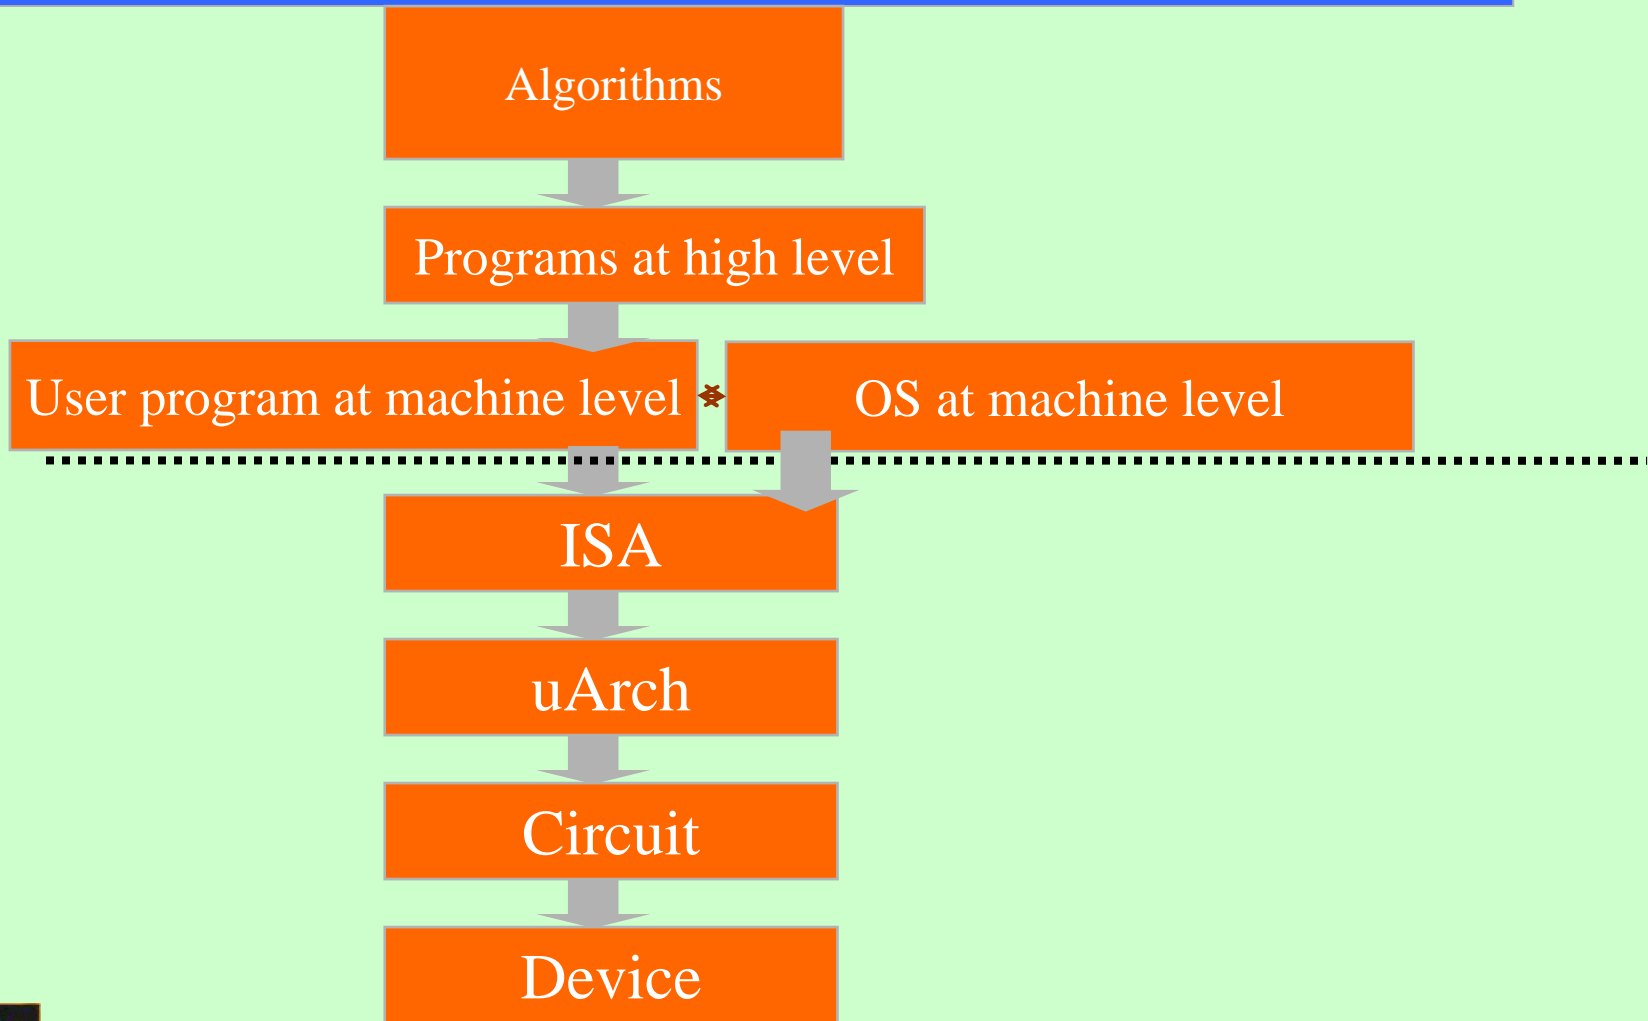 Algorithms
Programs at high level
User program at machine level
OS at machine level
ISA
uArch
Circuit
Device